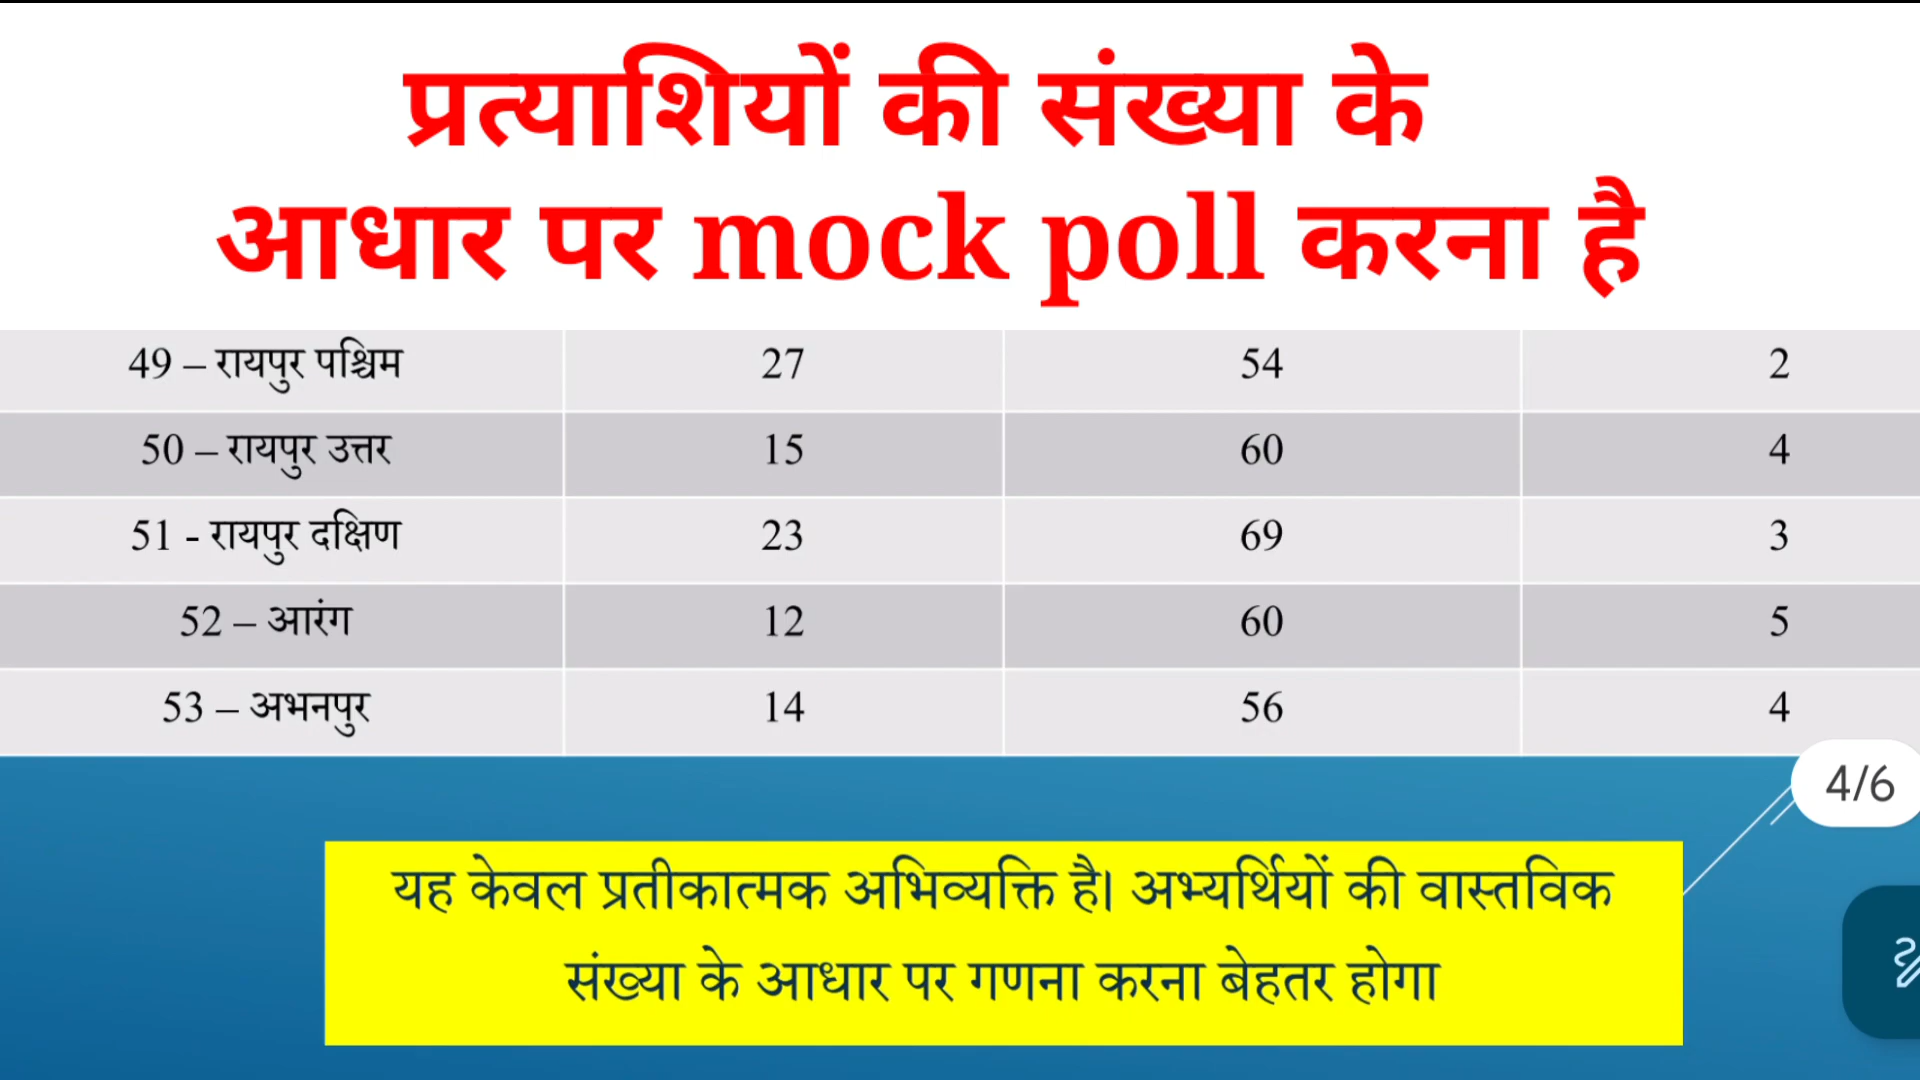 प्रत्याशियों की संख्या के
आधार पर mock poll करना है
49 – रायपुर पश्चिम 27 54 2
50 – रायपुर उत्तर 15 60 4
51 - रायपुर दक्षिण 23 69 3
52 – आरंग 12 60 5
53 – अभनपुर 14 56 4
4/6
यह केवल प्रतीकात्मक अभिव्यक्ति है। अभ्यर्थियों की वास्तविक
संख्या के आधार पर गणना करना बेहतर होगा